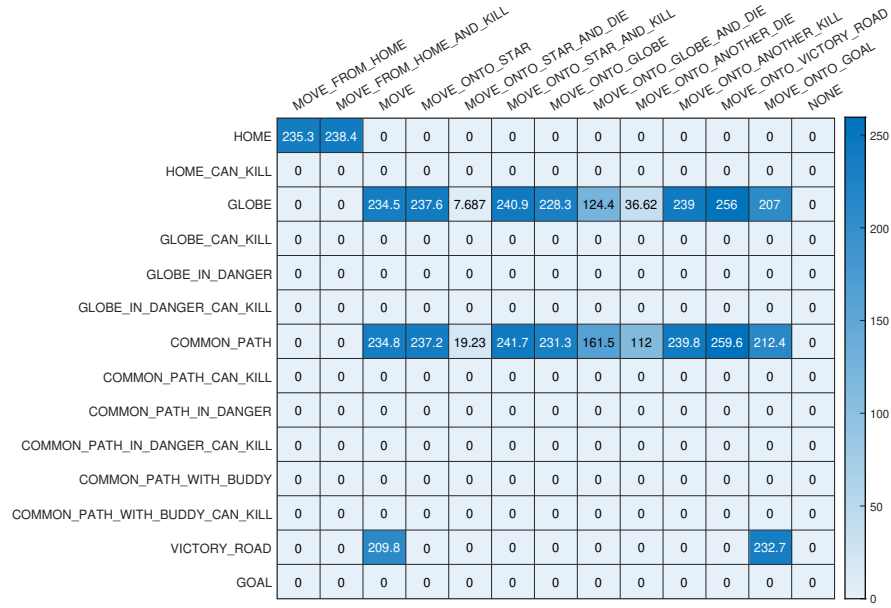 MOVE_FROM_HOME
MOVE_FROM_HOME_AND_KILL
MOVE
MOVE_ONTO_STAR
MOVE_ONTO_STAR_AND_DIE
MOVE_ONTO_STAR_AND_KILL
MOVE_ONTO_GLOBE
MOVE_ONTO_GLOBE_AND_DIE
MOVE_ONTO_ANOTHER_DIE
MOVE_ONTO_ANOTHER_KILL
MOVE_ONTO_VICTORY_ROAD
MOVE_ONTO_GOAL
NONE
HOME 235.3 238.4 0 0 0 0 0 0 0 0 0 0 0
HOME_CAN_KILL 0 0 0 0 0 0 0 0 0 0 0 0 0
GLOBE 0 0 234.5 237.6 7.687 240.9 228.3 124.4 36.62 239 256 207 0
GLOBE_CAN_KILL 0 0 0 0 0 0 0 0 0 0 0 0 0
GLOBE_IN_DANGER 0 0 0 0 0 0 0 0 0 0 0 0 0
GLOBE_IN_DANGER_CAN_KILL 0 0 0 0 0 0 0 0 0 0 0 0 0
COMMON_PATH 0 0 234.8 237.2 19.23 241.7 231.3 161.5 112 239.8 259.6 212.4 0
COMMON_PATH_CAN_KILL 0 0 0 0 0 0 0 0 0 0 0 0 0
COMMON_PATH_IN_DANGER 0 0 0 0 0 0 0 0 0 0 0 0 0
COMMON_PATH_IN_DANGER_CAN_KILL 0 0 0 0 0 0 0 0 0 0 0 0 0
COMMON_PATH_WITH_BUDDY 0 0 0 0 0 0 0 0 0 0 0 0 0
COMMON_PATH_WITH_BUDDY_CAN_KILL 0 0 0 0 0 0 0 0 0 0 0 0 0
VICTORY_ROAD 0 0 209.8 0 0 0 0 0 0 0 0 232.7 0
GOAL 0 0 0 0 0 0 0 0 0 0 0 0 0
250
200
150
100
50
0